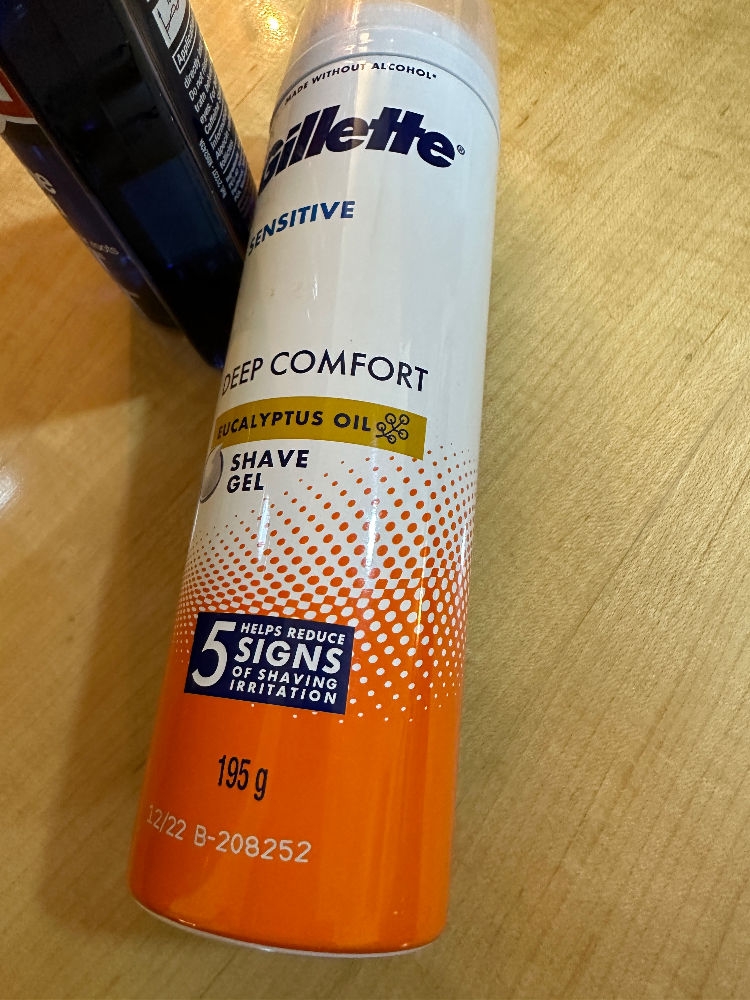 MADE WITHOUT ALCOHOL*
Gillette®
SENSITIVE
DEEP COMFORT
EUCALYPTUS OIL
SHAVE
GEL
5
HELPS REDUCE
SIGNS
OF SHAVING
IRRITATION
195 g
12/22 B-208252